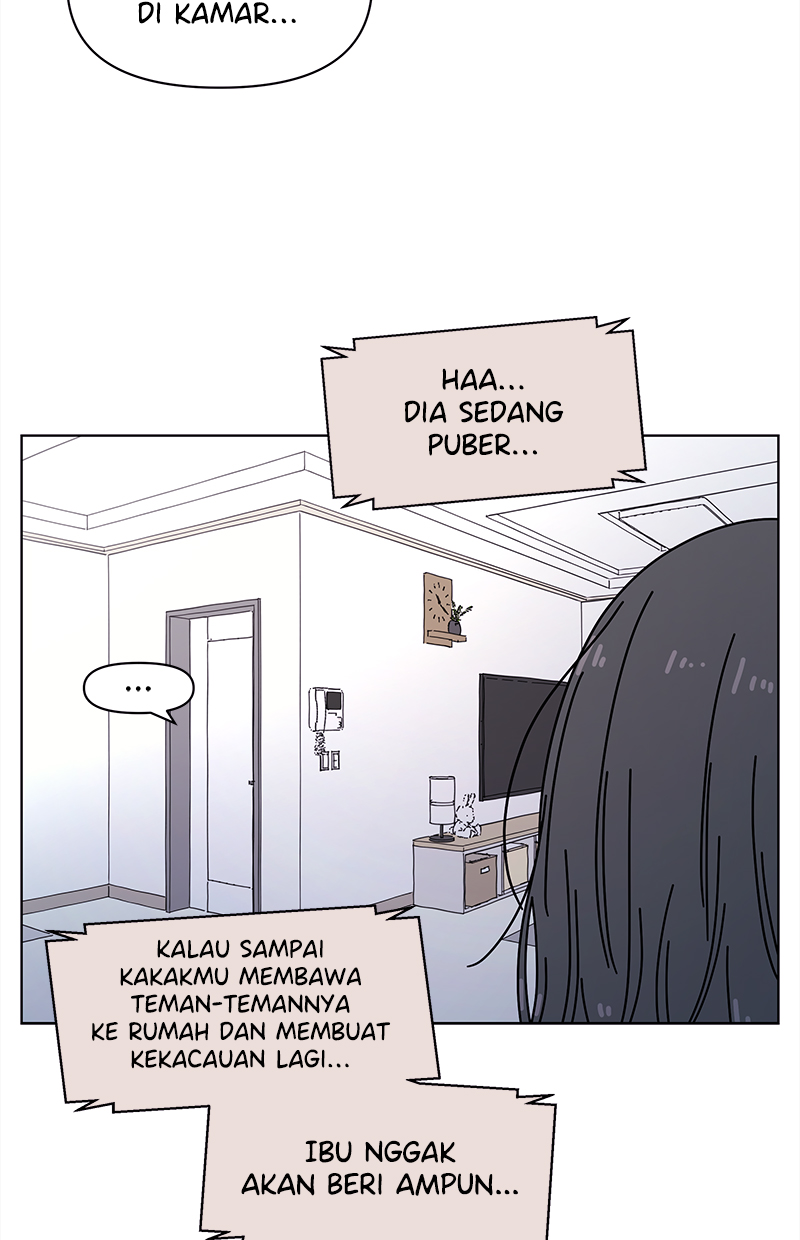 DI KAMAR...
HAA...
DIA SEDANG
PUBER...
...
KALAU SAMPAI
KAKAKMU MEMBAWA
TEMAN-TEMANNYA
KE RUMAH DAN MEMBUAT
KEKACAUAN LAGI...
IBU NGGAK
AKAN BERI AMPUN...